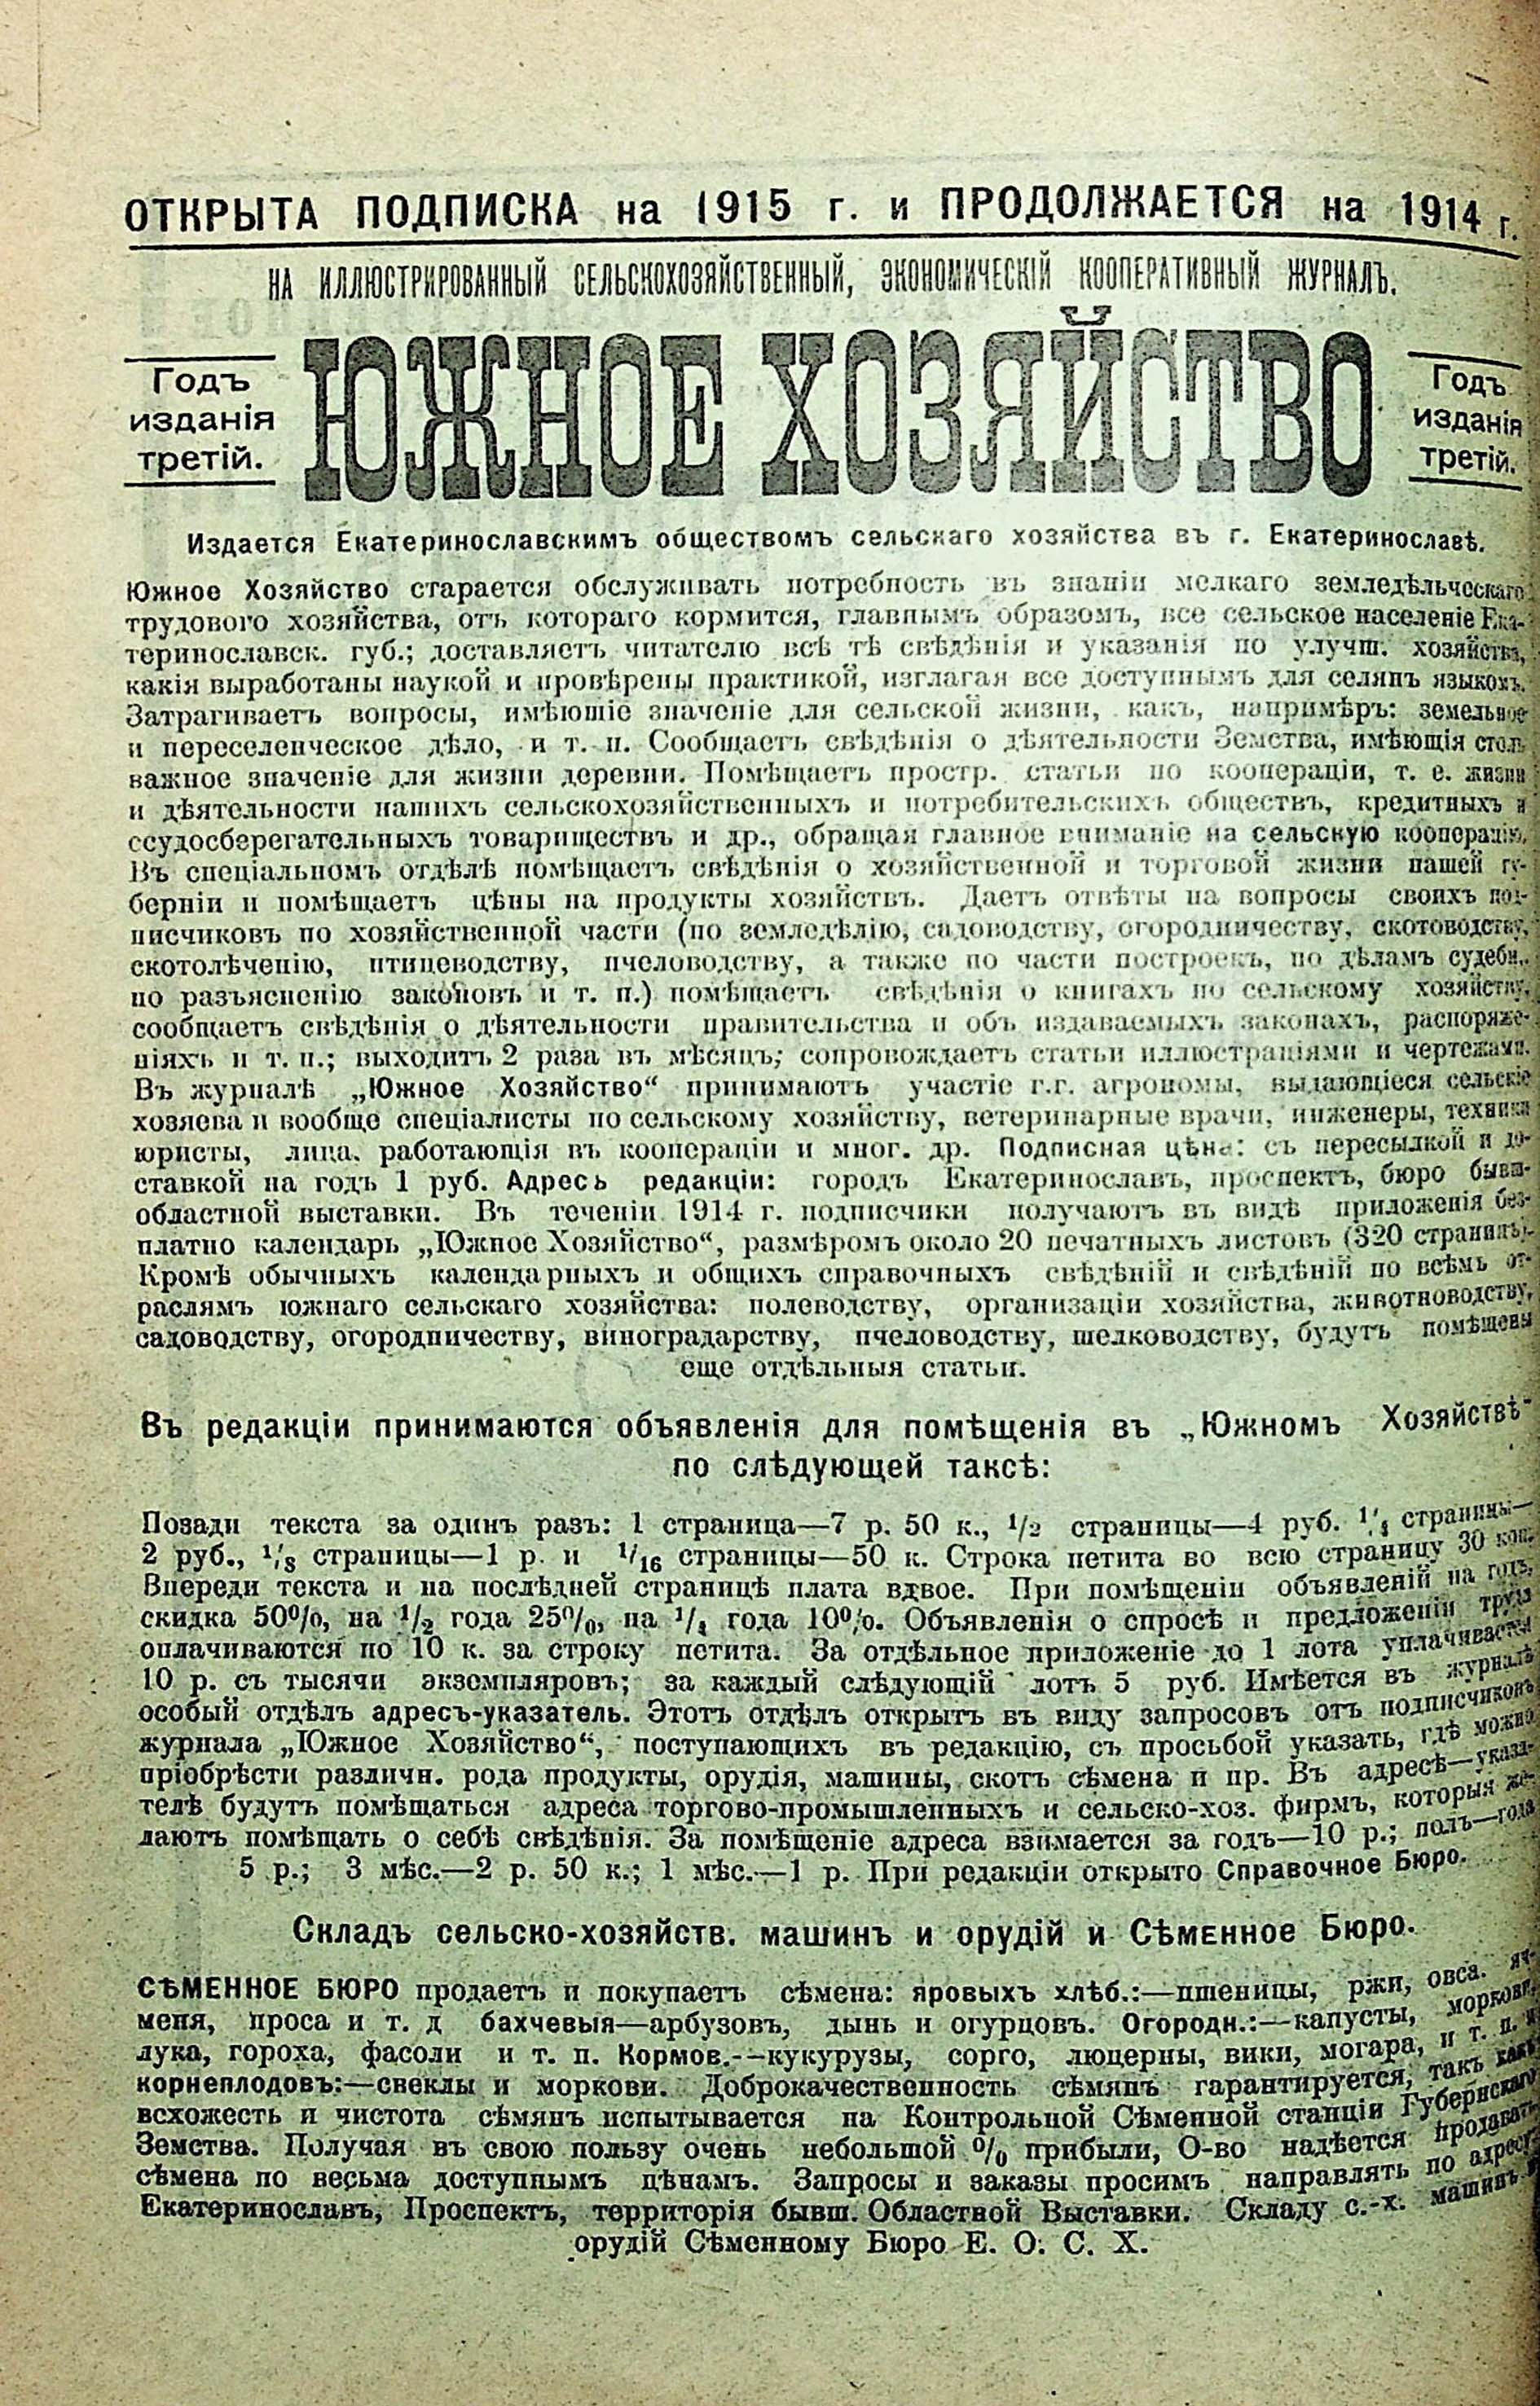 ОТКРЫТА ПОДПИСКА на 1915 г. и ПРОДОЛЖАЕТСЯ на 1914 г.
НА ИЛЛЮСТРИРОВАННЫЙ СЕЛЬСКОХОЗЯЙСТВЕННЫЙ, ЭКОНОМИЧЕСКІЙ КООПЕРАТИВНЫЙ ЖУРНАЛЪ.
Годъ
изданія
третій.
ЮЖНОЕ ХОЗЯЙСТВО
Годъ
изданія
третій.
Издается Екатеринославскимъ обществомъ сельскаго хозяйства въ г. Екатеринославѣ.
Южное Хозяйство старается обслуживать потребность въ знаніи мелкаго земледѣльческаго
трудового хозяйства, отъ котораго кормится, главнымъ образомъ, все сельское населеніе Ека-
теринославск. губ.; доставляетъ читателю всѣ тѣ свѣдѣнія и указанія по улучш. хозяйства,
какія выработаны наукой и провѣрены практикой, излагая все доступнымъ для селянъ языкомъ.
Затрагиваетъ вопросы, имѣющіе значеніе для сельской жизни, какъ, напримѣръ: земельное
и переселенческое дѣло, и т. п. Сообщаетъ свѣдѣнія о дѣятельности Земства, имѣющія столь
важное значеніе для жизни деревни. Помѣщаетъ простр. статьи по коопераціи, т. е. жизни
и дѣятельности нашихъ сельскохозяйственныхъ и потребительскихъ обществъ, кредитныхъ и
ссудосберегательныхъ товариществъ и др., обращая главное вниманіе на сельскую кооперацію.
Въ спеціальномъ отдѣлѣ помѣщаетъ свѣдѣнія о хозяйственной и торговой жизни нашей гу-
берніи и помѣщаетъ цѣны на продукты хозяйствъ. Даетъ отвѣты на вопросы своихъ под-
писчиковъ по хозяйственной части (по земледѣлію, садоводству, огородничеству, скотоводству,
скотолѣченію, птицеводству, пчеловодству, а также по части построекъ, по дѣламъ судебн.,
по разъясненію законовъ и т. п.) помѣщаетъ свѣдѣнія о книгахъ по сельскому хозяйству,
сообщаетъ свѣдѣнія о дѣятельности правительства и объ издаваемыхъ законахъ, распоряже-
ніяхъ и т. п.; выходитъ 2 раза въ мѣсяцъ; сопровождаетъ статьи иллюстраціями и чертежами.
Въ журналѣ „Южное Хозяйство“ принимаютъ участіе г.г. агрономы, выдающіеся сельскіе
хозяева и вообще спеціалисты по сельскому хозяйству, ветеринарные врачи, инженеры, техники
юристы, лица, работающія въ коопераціи и мног. др. Подписная цѣна: съ пересылкой и до-
ставкой на годъ 1 руб. Адресь редакціи: городъ Екатеринославъ, проспектъ, бюро бывш.
областной выставки. Въ теченіи 1914 г. подписчики получаютъ въ видѣ приложенія без-
платно календарь „Южное Хозяйство“, размѣромъ около 20 печатныхъ листовъ (320 страницъ).
Кромѣ обычныхъ календарныхъ и общихъ справочныхъ свѣдѣній и свѣдѣній по всѣмъ от-
раслямъ южнаго сельскаго хозяйства: полеводству, организаціи хозяйства, животноводству,
садоводству, огородничеству, виноградарству, пчеловодству, шелководству, будутъ помѣщены
еще отдѣльныя статьи.
Въ редакціи принимаются объявленія для помѣщенія въ „Южномъ Хозяйствѣ“
по слѣдующей таксѣ:
Позади текста за одинъ разъ: 1 страница—7 р. 50 к., 1/2 страницы—4 руб. 1/4 страницы—
2 руб., 1/8 страницы—1 р. и 1/16 страницы—50 к. Строка петита во всю страницу 30 коп.
Впереди текста и на послѣдней страницѣ плата вдвое. При помѣщеніи объявленій на годъ,
скидка 50%, на 1/2 года 25%, на 1/4 года 10%. Объявленія о спросѣ и предложеніи труда
оплачиваются по 10 к. за строку петита. За отдѣльное приложеніе до 1 лота уплачивается
10 р. съ тысячи экземпляровъ; за каждый слѣдующій лотъ 5 руб. Имѣется въ журналѣ
особый отдѣлъ адресъ-указатель. Этотъ отдѣлъ открытъ въ виду запросовъ отъ подписчиковъ
журнала „Южное Хозяйство“, поступающихъ въ редакцію, съ просьбой указать, гдѣ можно
пріобрѣсти различн. рода продукты, орудія, машины, скотъ сѣмена и пр. Въ адресѣ—указа-
телѣ будутъ помѣщаться адреса торгово-промышленныхъ и сельско-хоз. фирмъ, которыя же-
лаютъ помѣщать о себѣ свѣдѣнія. За помѣщеніе адреса взимается за годъ—10 р.; полъ—года
5 р.; 3 мѣс.—2 р. 50 к.; 1 мѣс.—1 р. При редакціи открыто Справочное Бюро.
Складъ сельско-хозяйств. машинъ и орудій и Сѣменное Бюро.
СѢМЕННОЕ БЮРО продаетъ и покупаетъ сѣмена: яровыхъ хлѣб.:—пшеницы, ржи, овса. яч-
меня, проса и т. д бахчевыя—арбузовъ, дынь и огурцовъ. Огородн.:—капусты, моркови,
лука, гороха, фасоли и т. п. Кормов.--кукурузы, сорго, люцерны, вики, могара, и т. п. и
корнеплодовъ:—свеклы и моркови. Доброкачественность сѣмянъ гарантируется, такъ какъ
всхожесть и чистота сѣмянъ испытывается на Контрольной Сѣменной станціи Губернскаго
Земства. Получая въ свою пользу очень небольшой % прибыли, О-во надѣется продавать
сѣмена по весьма доступнымъ цѣнамъ. Запросы и заказы просимъ направлять по адресу
Екатеринославъ, Проспектъ, территорія бывш. Областной Выставки. Складу с.-х. машинъ
орудій Сѣменному Бюро Е. О. С. Х.